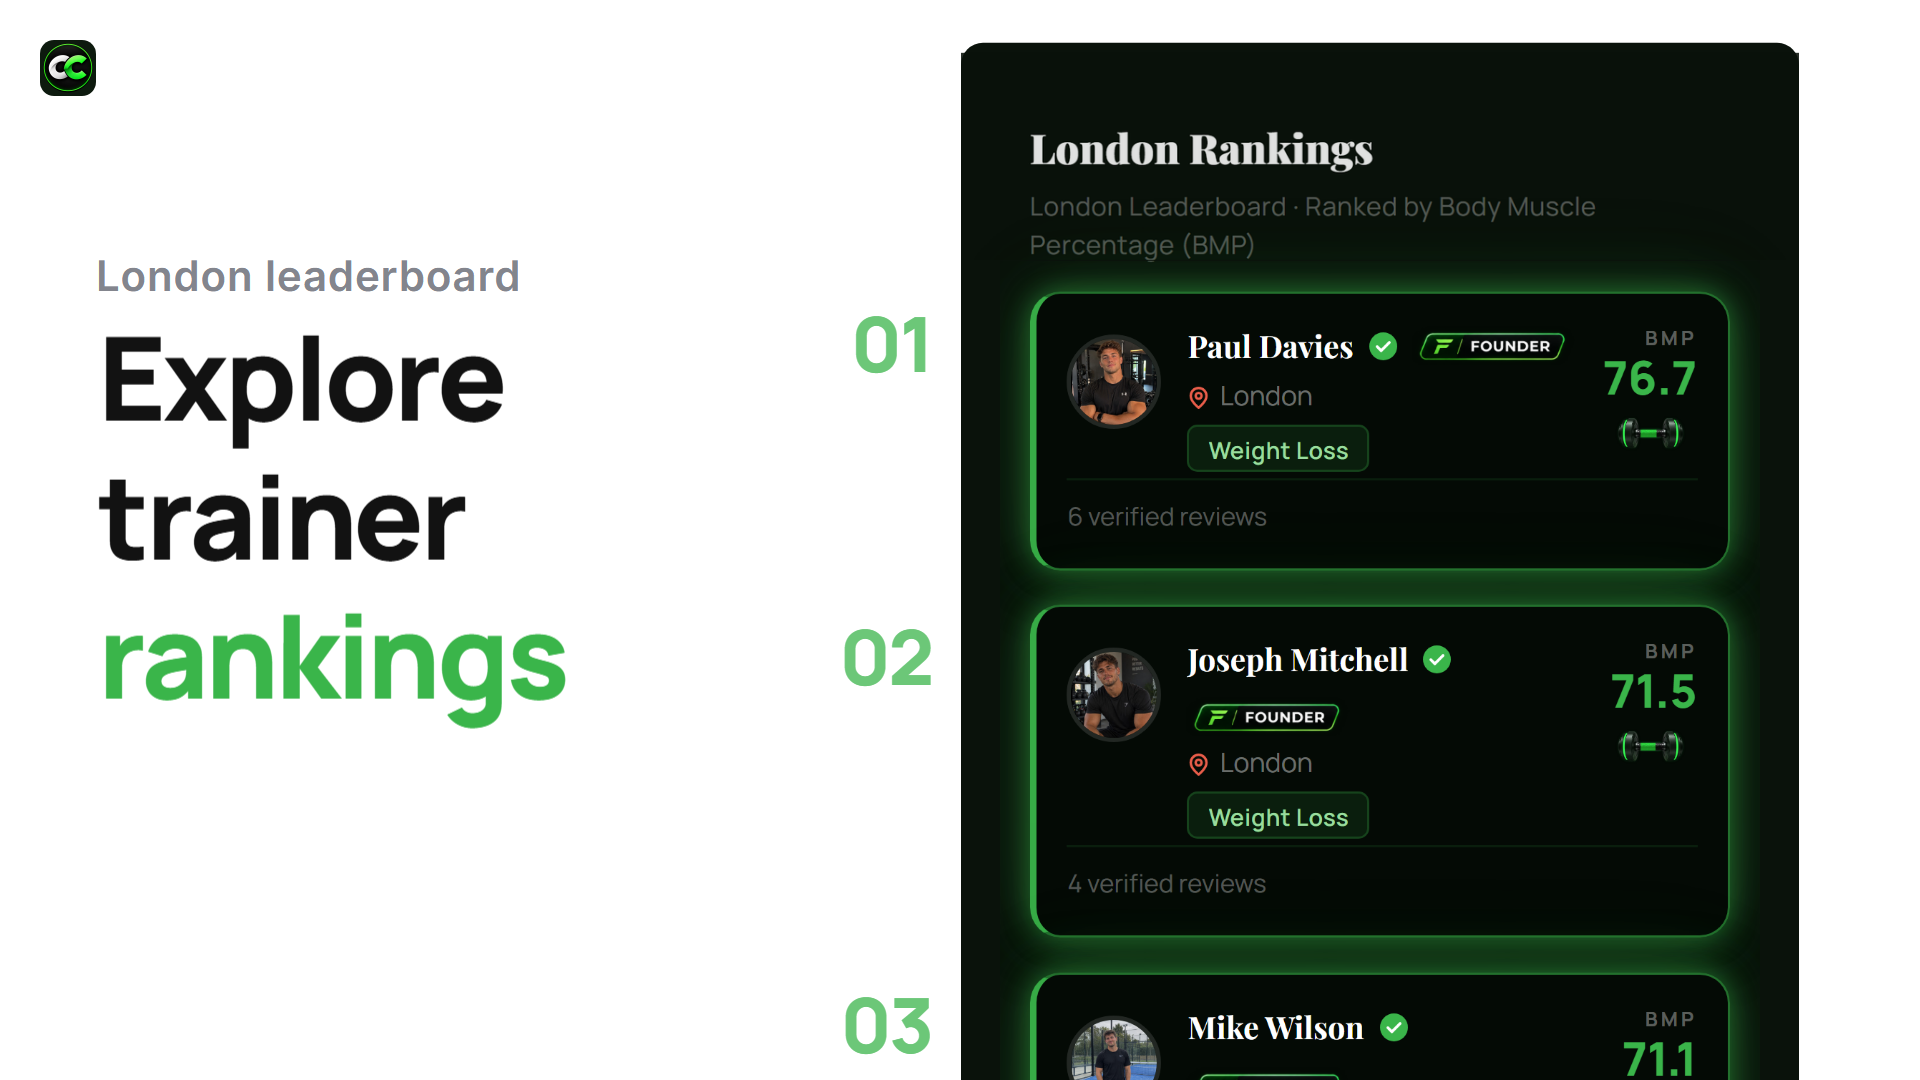 CC
London leaderboard
Explore
trainer
rankings
London Rankings
London Leaderboard · Ranked by Body Muscle
Percentage (BMP)
01
Paul Davies
F / FOUNDER
London
Weight Loss
BMP
76.7
6 verified reviews
02
Joseph Mitchell
F / FOUNDER
London
Weight Loss
BMP
71.5
4 verified reviews
03
Mike Wilson
BMP
71.1